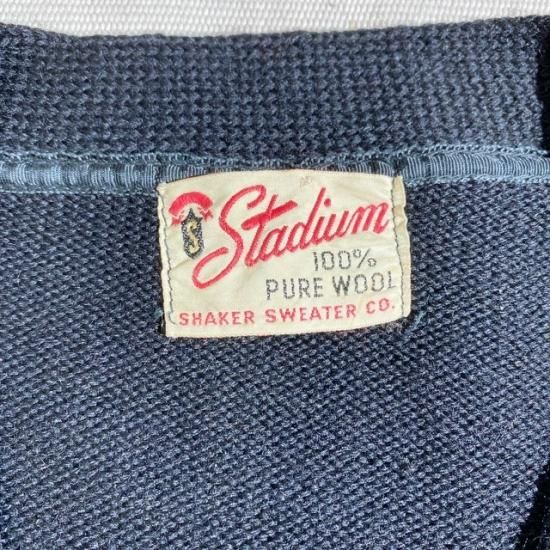 Stadium
S
100%
PURE WOOL
SHAKER SWEATER CO.